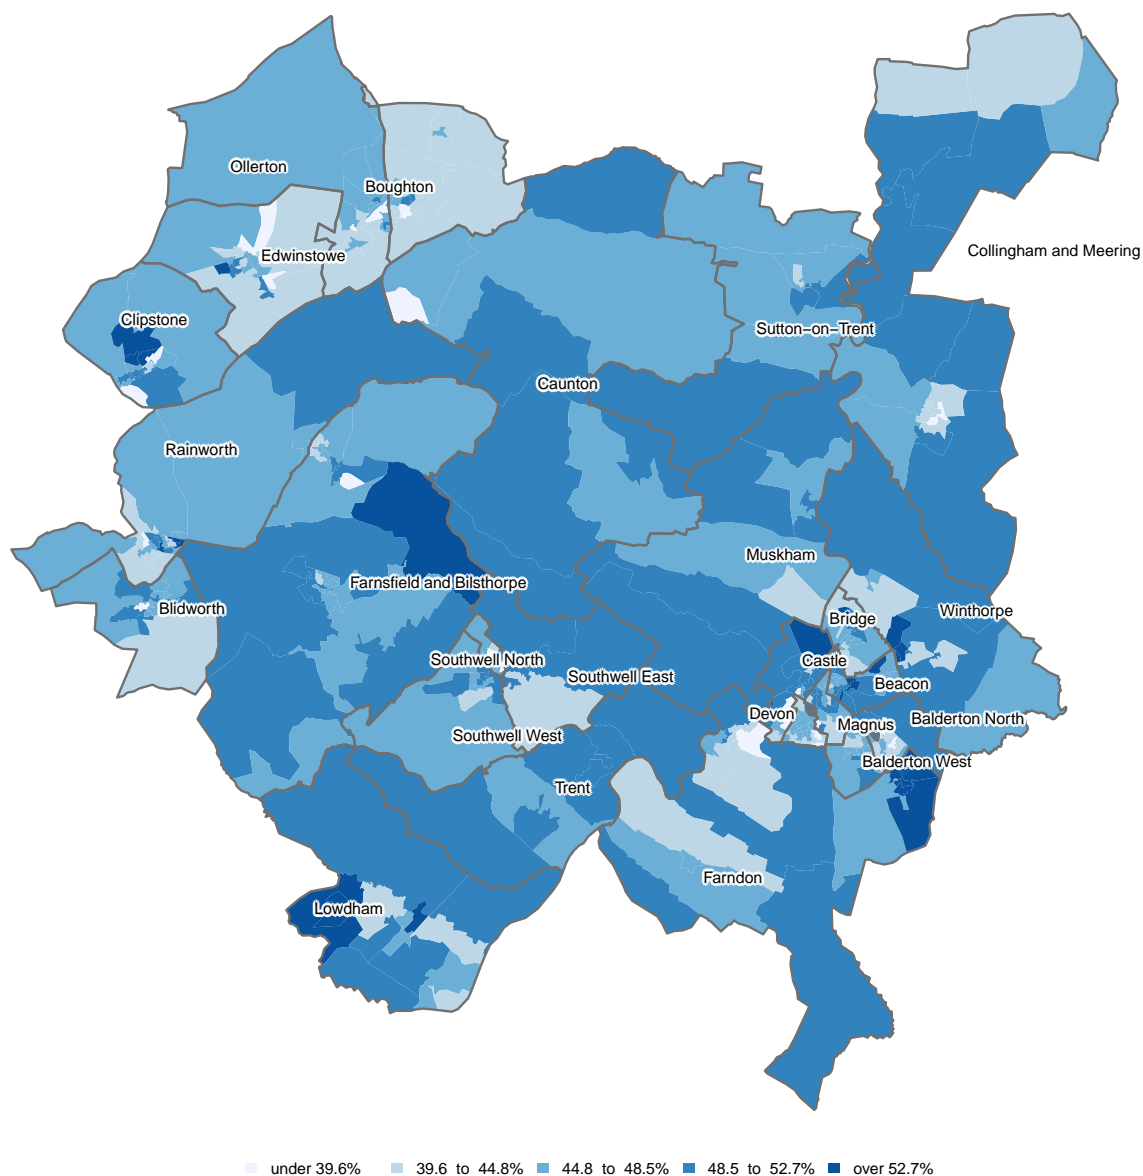 Ollerton
Boughton
Edwinstowe
Collingham and Meering
Clipstone
Sutton−on−Trent
Caunton
Rainworth
Muskham
Farnsfield and Bilsthorpe
Blidworth
Winthorpe
Bridge
Southwell North
Castle
Southwell East
Beacon
Devon
Magnus
Balderton North
Southwell West
Balderton West
Trent
Farndon
Lowdham
under 39.6% 39.6 to 44.8% 44.8 to 48.5% 48.5 to 52.7% over 52.7%